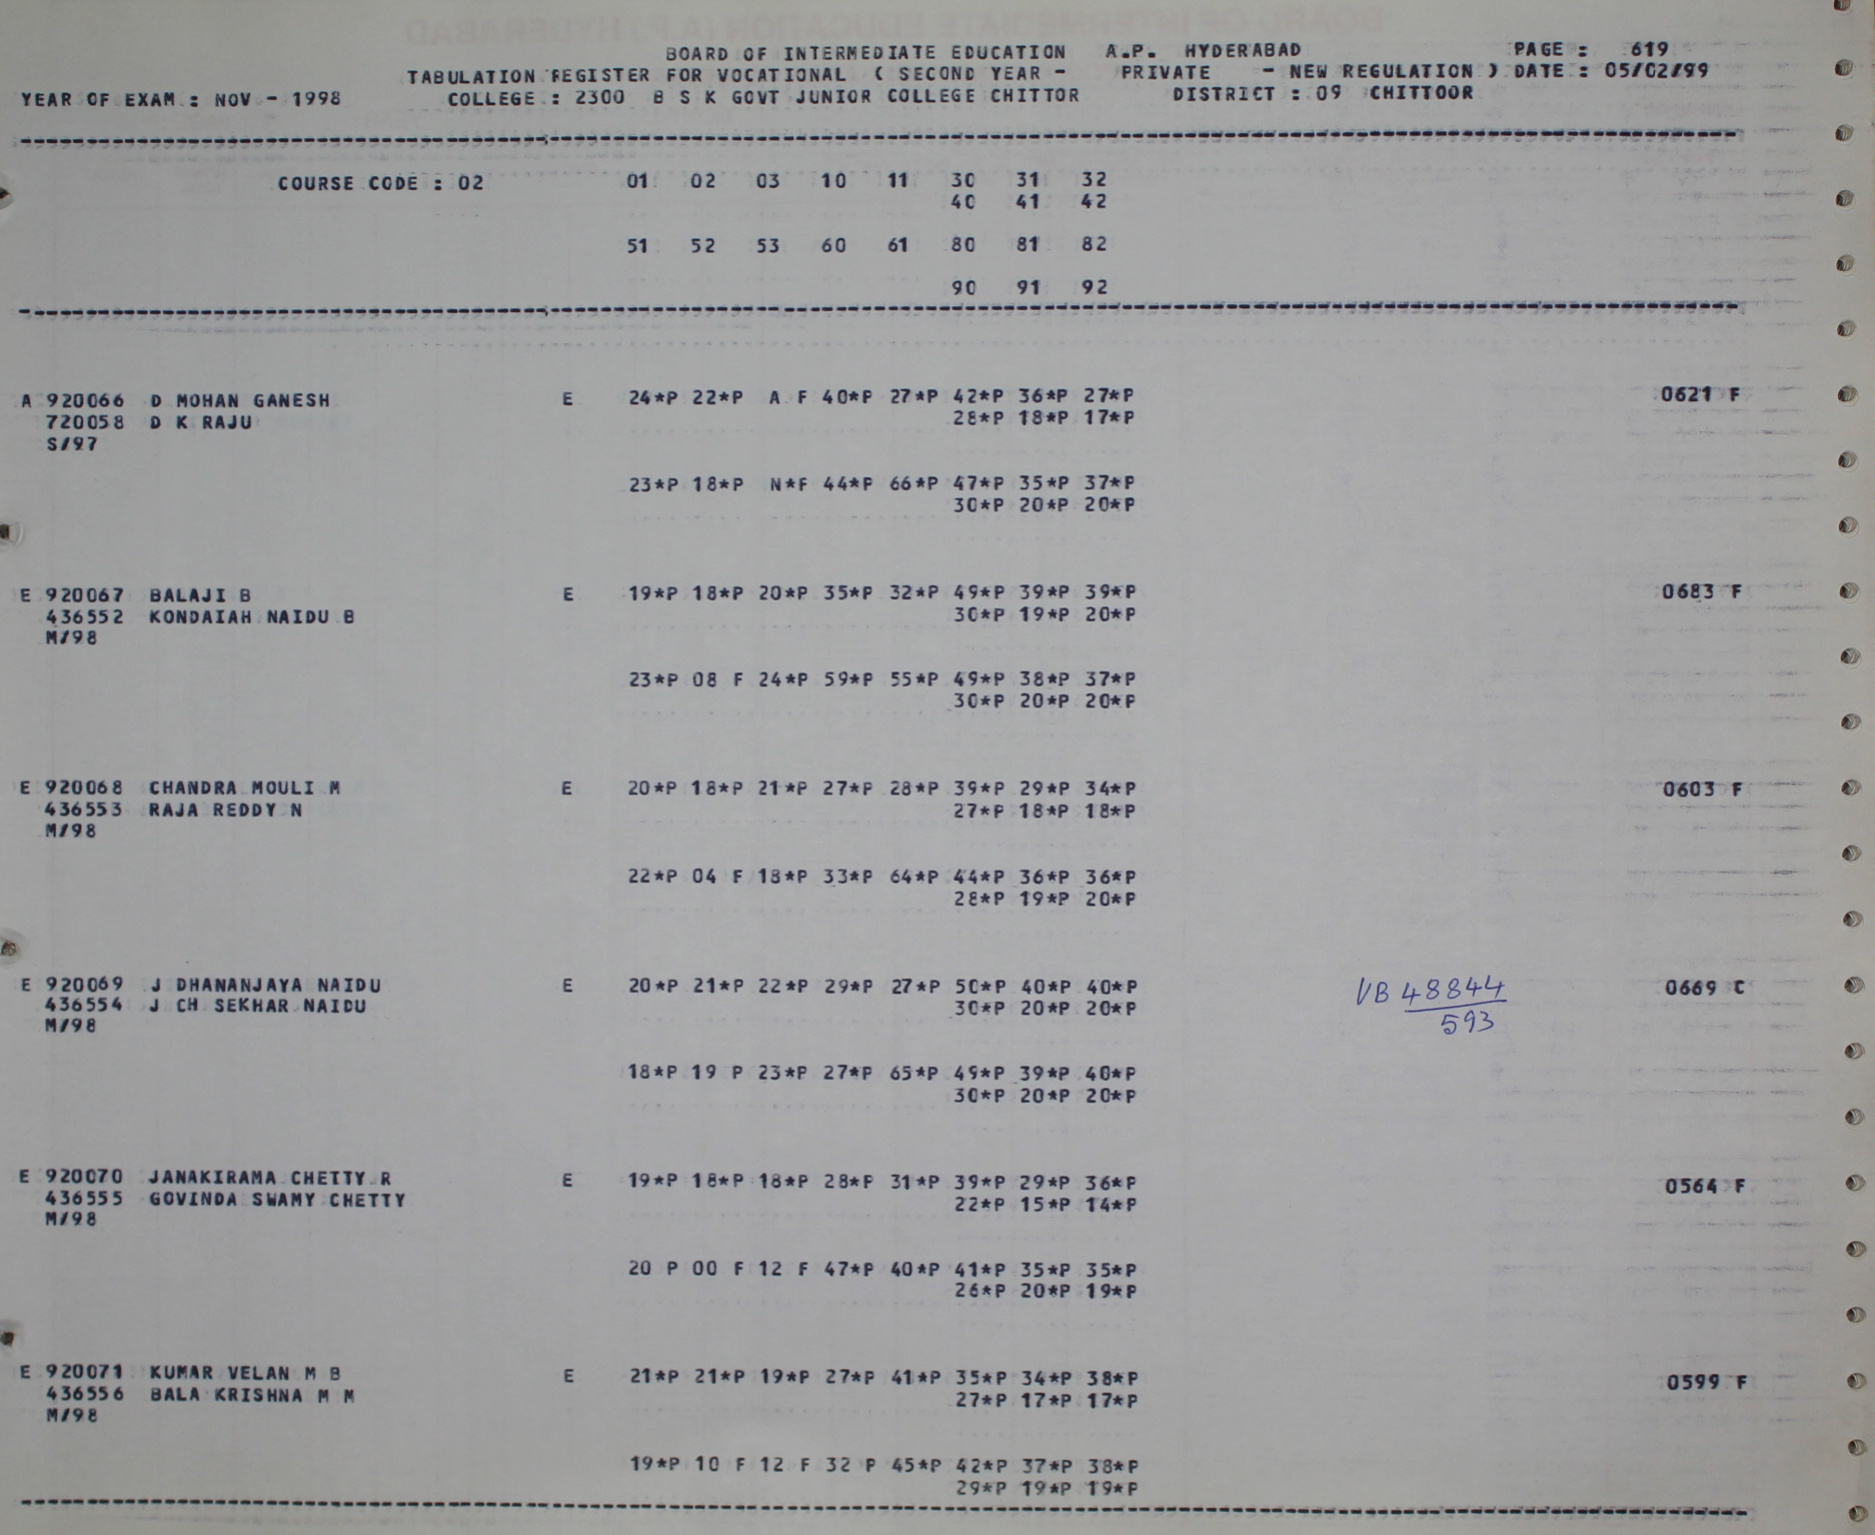 BOARD OF INTERMEDIATE EDUCATION A.P. HYDERABAD PAGE : 619
TABULATION REGISTER FOR VOCATIONAL ( SECOND YEAR - PRIVATE - NEW REGULATION ) DATE : 05/02/99
YEAR OF EXAM : NOV - 1998 COLLEGE : 2300 B S K GOVT JUNIOR COLLEGE CHITTOR DISTRICT : 09 CHITTOOR
COURSE CODE : 02 01 02 03 10 11 30 31 32
40 41 42
51 52 53 60 61 80 81 82
90 91 92
A 920066 D MOHAN GANESH E 24*P 22*P A F 40*P 27*P 42*P 36*P 27*P 0621 F
720058 D K RAJU 28*P 18*P 17*P
S/97
23*P 18*P N*F 44*P 66*P 47*P 35*P 37*P
30*P 20*P 20*P
E 920067 BALAJI B E 19*P 18*P 20*P 35*P 32*P 49*P 39*P 39*P 0683 F
436552 KONDAIAH NAIDU B 30*P 19*P 20*P
M/98
23*P 08 F 24*P 59*P 55*P 49*P 38*P 37*P
30*P 20*P 20*P
E 920068 CHANDRA MOULI M E 20*P 18*P 21*P 27*P 28*P 39*P 29*P 34*P 0603 F
436553 RAJA REDDY N 27*P 18*P 18*P
M/98
22*P 04 F 18*P 33*P 64*P 44*P 36*P 36*P
28*P 19*P 20*P
E 920069 J DHANANJAYA NAIDU E 20*P 21*P 22*P 29*P 27*P 50*P 40*P 40*P VB 48844 0669 C
436554 J CH SEKHAR NAIDU 30*P 20*P 20*P 593
M/98
18*P 19 P 23*P 27*P 65*P 49*P 39*P 40*P
30*P 20*P 20*P
E 920070 JANAKIRAMA CHETTY R E 19*P 18*P 18*P 28*P 31*P 39*P 29*P 36*P 0564 F
436555 GOVINDA SWAMY CHETTY 22*P 15*P 14*P
M/98
20 P 00 F 12 F 47*P 40*P 41*P 35*P 35*P
26*P 20*P 19*P
E 920071 KUMAR VELAN M B E 21*P 21*P 19*P 27*P 41*P 35*P 34*P 38*P 0599 F
436556 BALA KRISHNA M M 27*P 17*P 17*P
M/98
19*P 10 F 12 F 32 P 45*P 42*P 37*P 38*P
29*P 19*P 19*P